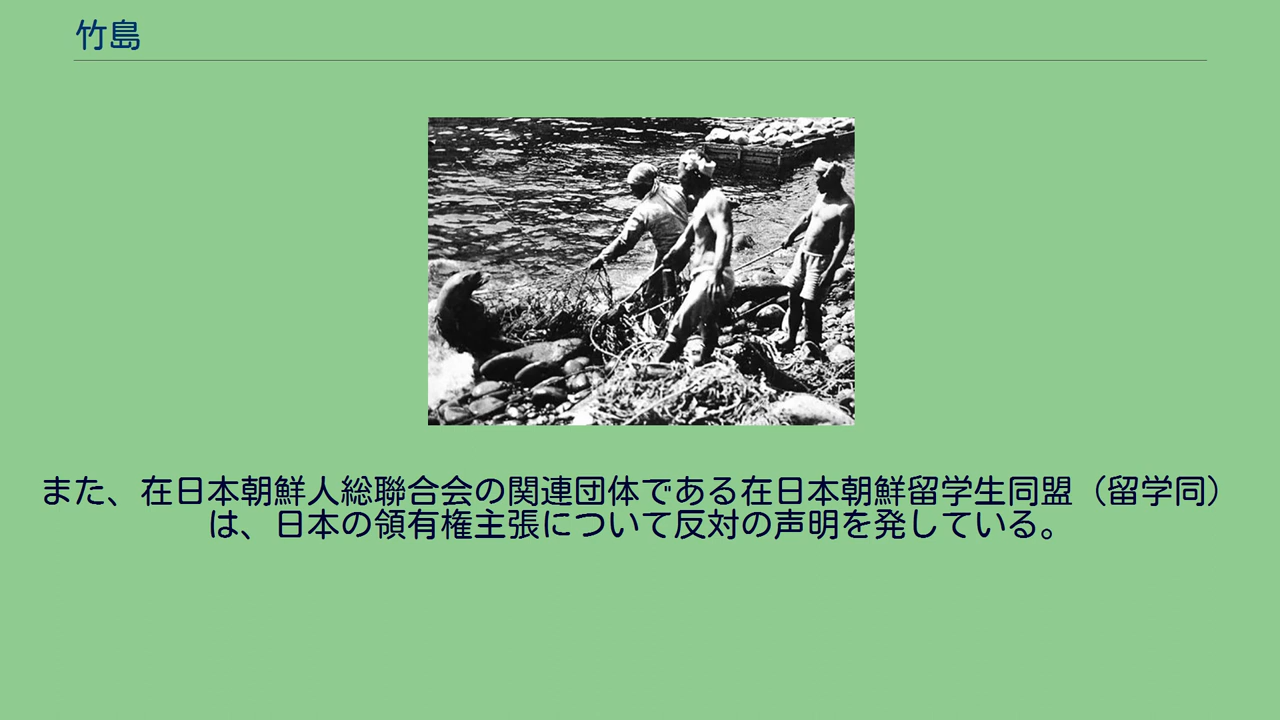 竹島
また、在日本朝鮮人総聯合会の関連団体である在日本朝鮮留学生同盟（留学同）
は、日本の領有権主張について反対の声明を発している。